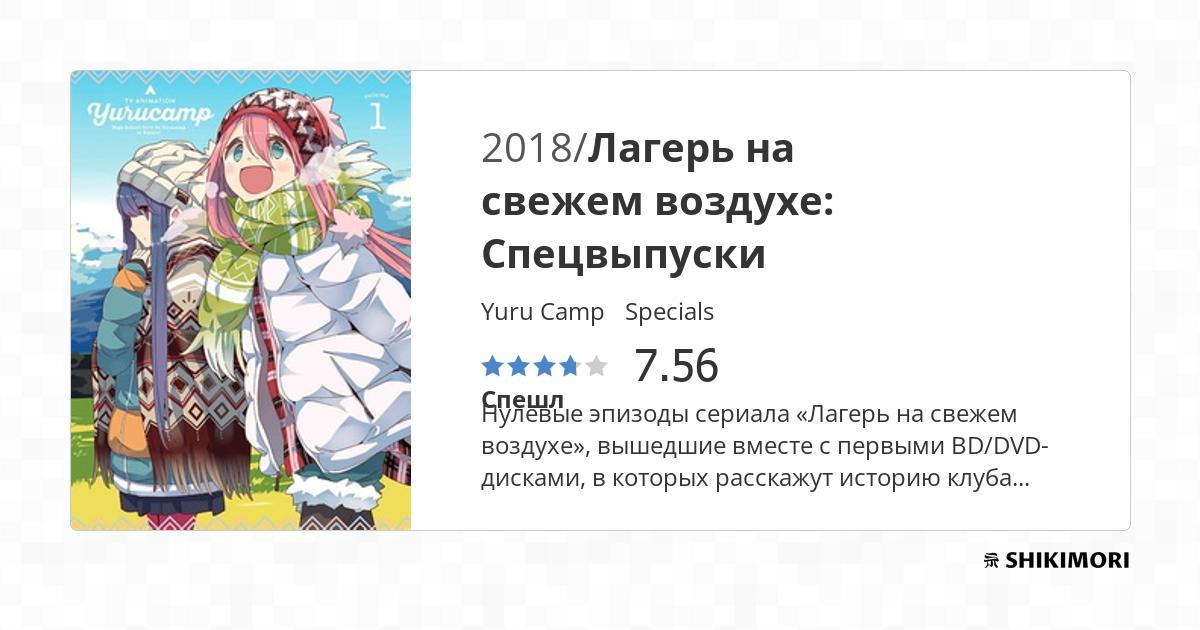 TV ANIMATION
Yurucamp
volume
1
2018/Лагерь на
свежем воздухе:
Спецвыпуски
Yuru Camp Specials
7.56
Спешл
Нулевые эпизоды сериала «Лагерь на свежем
воздухе», вышедшие вместе с первыми BD/DVD-
дисками, в которых расскажут историю клуба...
SHIKIMORI